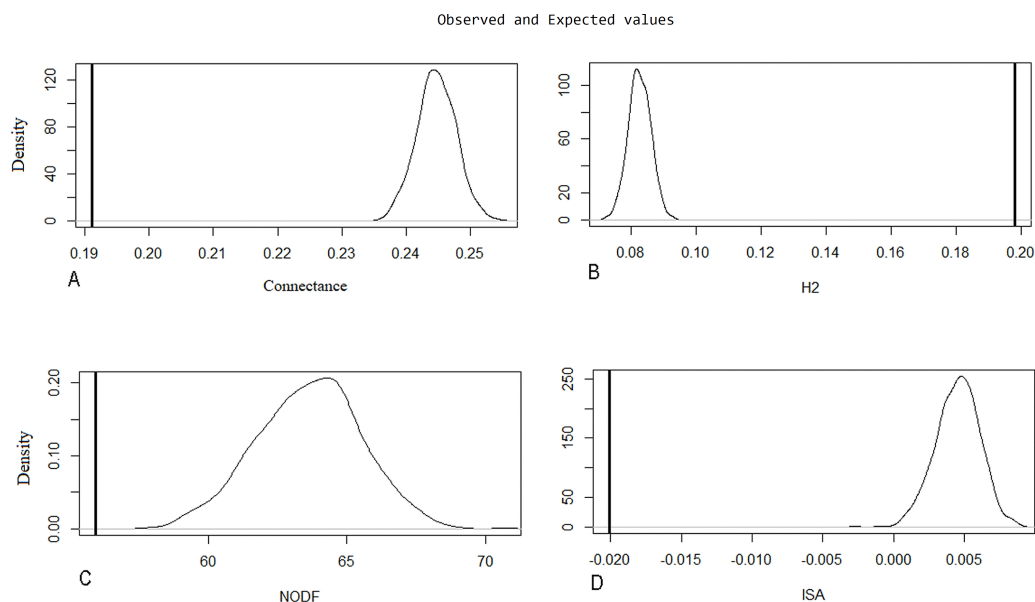 Observed and Expected values
Density
0 40 80 120
0.19 0.20 0.21 0.22 0.23 0.24 0.25
A
Connectance
0 20 60 100
0.08 0.10 0.12 0.14 0.16 0.18 0.20
B
H2
Density
0.00 0.10 0.20
60 65 70
C
NODF
0 50 150 250
-0.020 -0.015 -0.010 -0.005 0.000 0.005
D
ISA